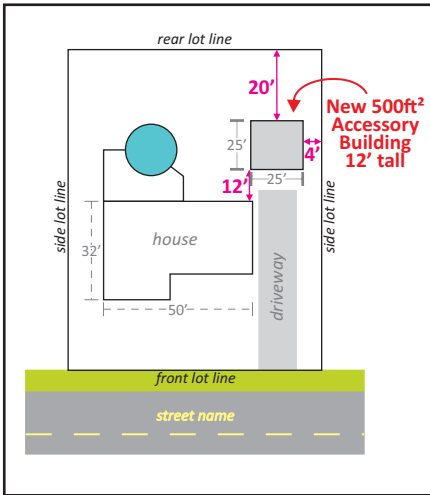 rear lot line
20’
New 500ft²
Accessory
Building
12’ tall
25’
4’
25’
12’
side lot line
side lot line
house
32’
driveway
50’
front lot line
street name